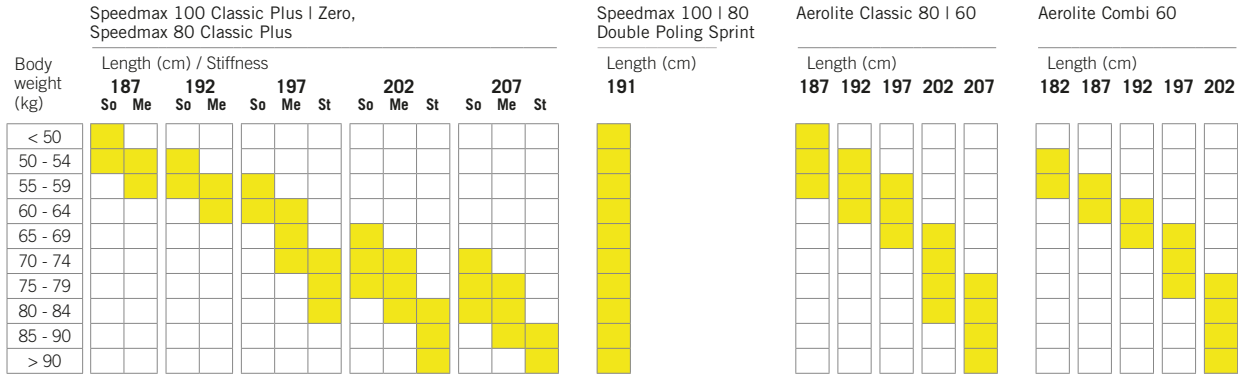 Speedmax 100 Classic Plus | Zero,
Speedmax 80 Classic Plus
Speedmax 100 | 80
Double Poling Sprint
Aerolite Classic 80 | 60
Aerolite Combi 60
Body
weight
(kg)
Length (cm) / Stiffness
Length (cm)
Length (cm)
Length (cm)
187 192 197 202 207
191
187 192 197 202 207
182 187 192 197 202
So Me So Me So Me St So Me St So Me St
< 50
50 - 54
55 - 59
60 - 64
65 - 69
70 - 74
75 - 79
80 - 84
85 - 90
> 90